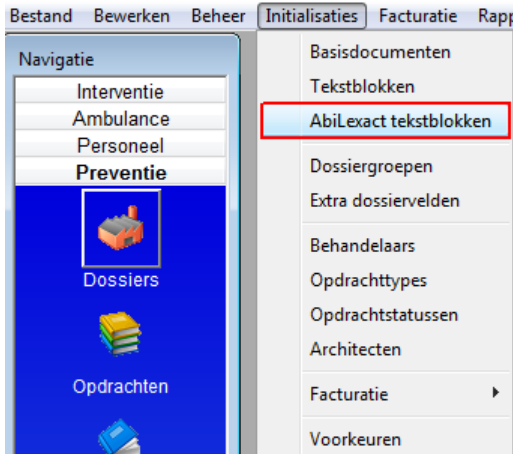 Bestand Bewerken Beheer Initialisaties Facturatie Rapp
Navigatie
Interventie
Ambulance
Personeel
Preventie
Dossiers
Opdrachten
Basisdocumenten
Tekstblokken
AbiLexact tekstblokken
Dossiergroepen
Extra dossiervelden
Behandelaars
Opdrachttypes
Opdrachtstatussen
Architecten
Facturatie
Voorkeuren